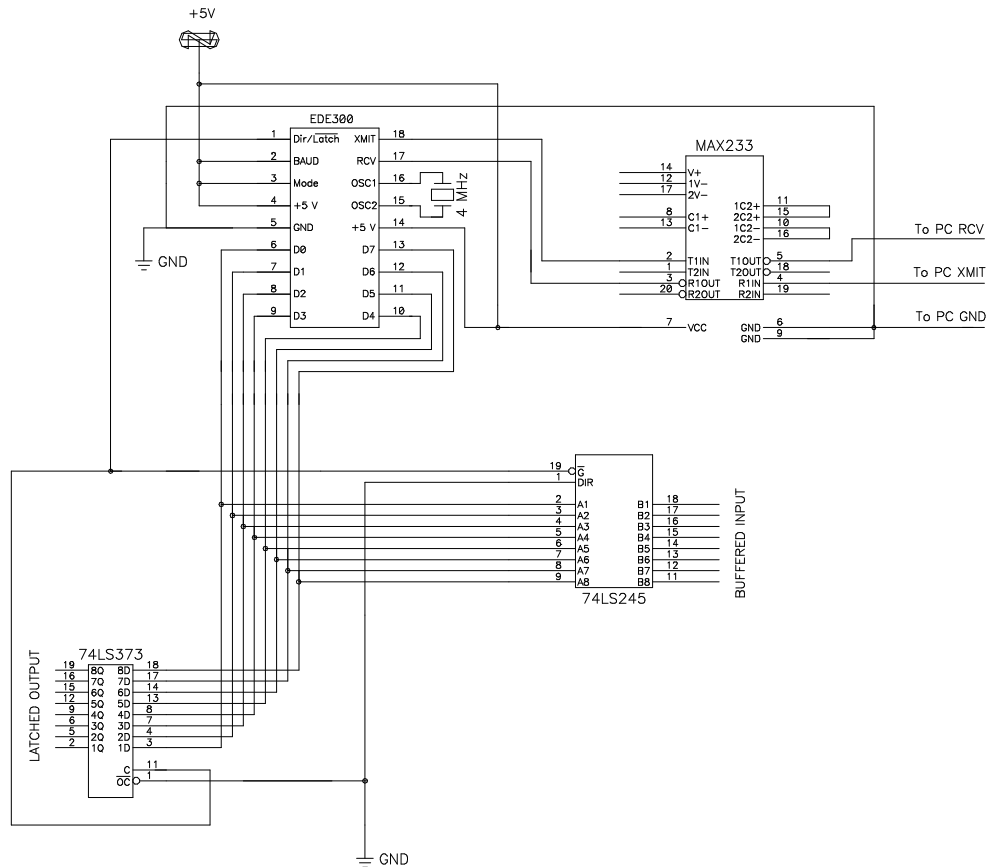 +5V
EDE300
1 Dir/Latch XMIT 18
2 BAUD RCV 17
3 Mode OSC1 16
4 +5 V OSC2 15
5 GND +5 V 14
6 D0 D7 13
7 D1 D6 12
8 D2 D5 11
9 D3 D4 10
4 MHz
GND
MAX233
14 V+
12 1V-
17 2V-
8 C1+
13 C1-
1C2+ 11
2C2+ 15
1C2- 10
2C2- 16
2 T1IN T1OUT 5
1 T2IN T2OUT 18
3 R1OUT R1IN 4
20 R2OUT R2IN 19
7 VCC GND 6
GND 9
To PC RCV
To PC XMIT
To PC GND
19 G
1 DIR
2 A1 B1 18
3 A2 B2 17
4 A3 B3 16
5 A4 B4 15
6 A5 B5 14
7 A6 B6 13
8 A7 B7 12
9 A8 B8 11
74LS245
BUFFERED INPUT
74LS373
19 8Q 8D 18
16 7Q 7D 17
15 6Q 6D 14
12 5Q 5D 13
9 4Q 4D 8
6 3Q 3D 7
5 2Q 2D 4
2 1Q 1D 3
C 11
OC 1
LATCHED OUTPUT
GND